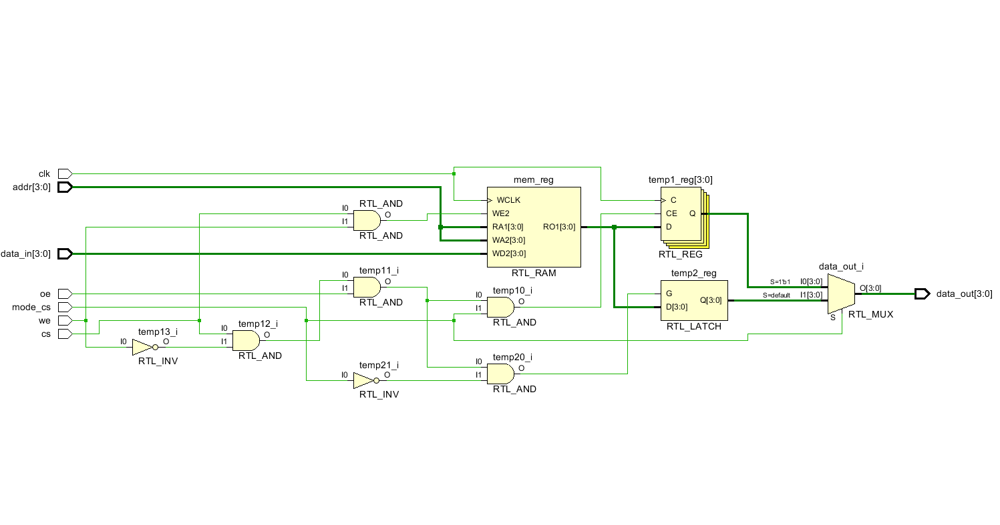 clk
addr[3:0]
data_in[3:0]
oe
mode_cs
we
cs
I0
temp13_i
O
RTL_INV
I0
I1
temp12_i
O
RTL_AND
RTL_AND
I0
I1
O
RTL_AND
temp11_i
I0
I1
O
RTL_AND
temp21_i
I0
O
RTL_INV
mem_reg
WCLK
WE2
RA1[3:0]
RO1[3:0]
WA2[3:0]
WD2[3:0]
RTL_RAM
temp10_i
I0
I1
O
RTL_AND
temp20_i
I0
I1
O
RTL_AND
temp1_reg[3:0]
C
CE
Q
D
RTL_REG
temp2_reg
G
Q[3:0]
D[3:0]
RTL_LATCH
data_out_i
S=1'b1
I0[3:0]
S=default
I1[3:0]
O[3:0]
S
RTL_MUX
data_out[3:0]